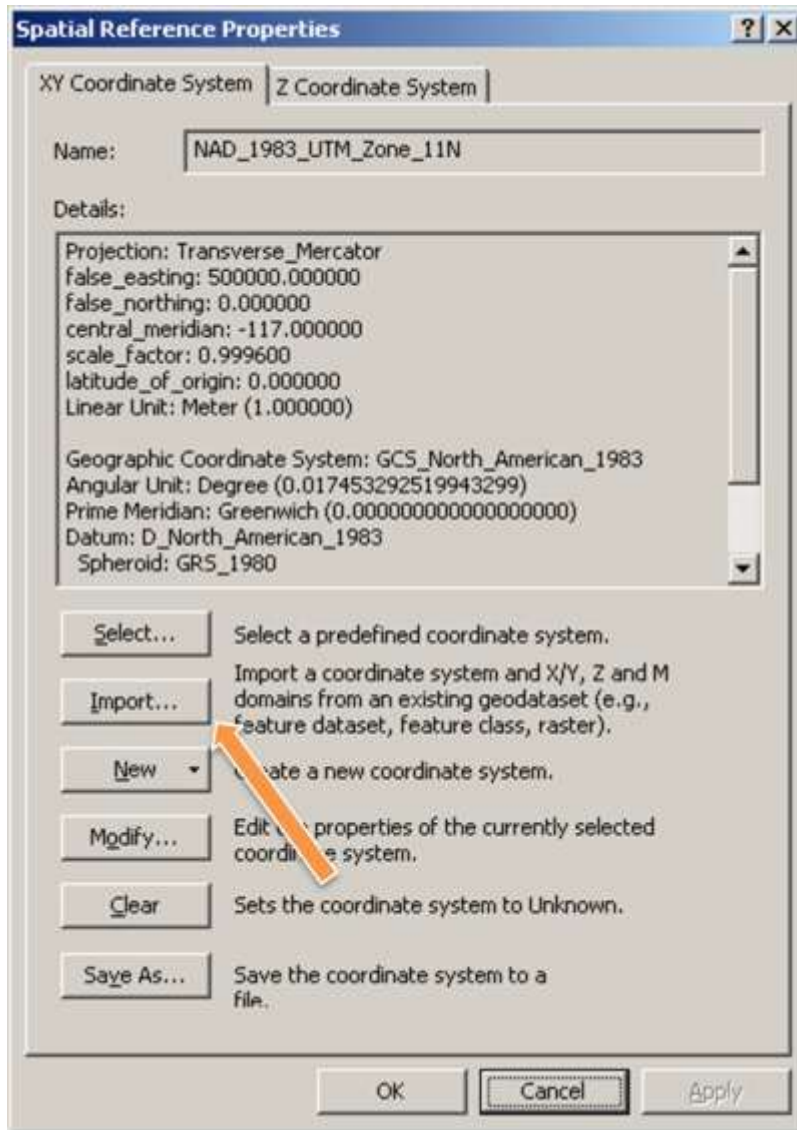 Spatial Reference Properties
? X
XY Coordinate System
Z Coordinate System
Name:
NAD_1983_UTM_Zone_11N
Details:
Projection: Transverse_Mercator
false_easting: 500000.000000
false_northing: 0.000000
central_meridian: -117.000000
scale_factor: 0.999600
latitude_of_origin: 0.000000
Linear Unit: Meter (1.000000)
Geographic Coordinate System: GCS_North_American_1983
Angular Unit: Degree (0.017453292519943299)
Prime Meridian: Greenwich (0.000000000000000000)
Datum: D_North_American_1983
Spheroid: GRS_1980
Select...
Select a predefined coordinate system.
Import...
Import a coordinate system and X/Y, Z and M
domains from an existing geodataset (e.g.,
feature dataset, feature class, raster).
New
Create a new coordinate system.
Modify...
Edit the properties of the currently selected
coordinate system.
Clear
Sets the coordinate system to Unknown.
Save As...
Save the coordinate system to a
file.
OK
Cancel
Apply